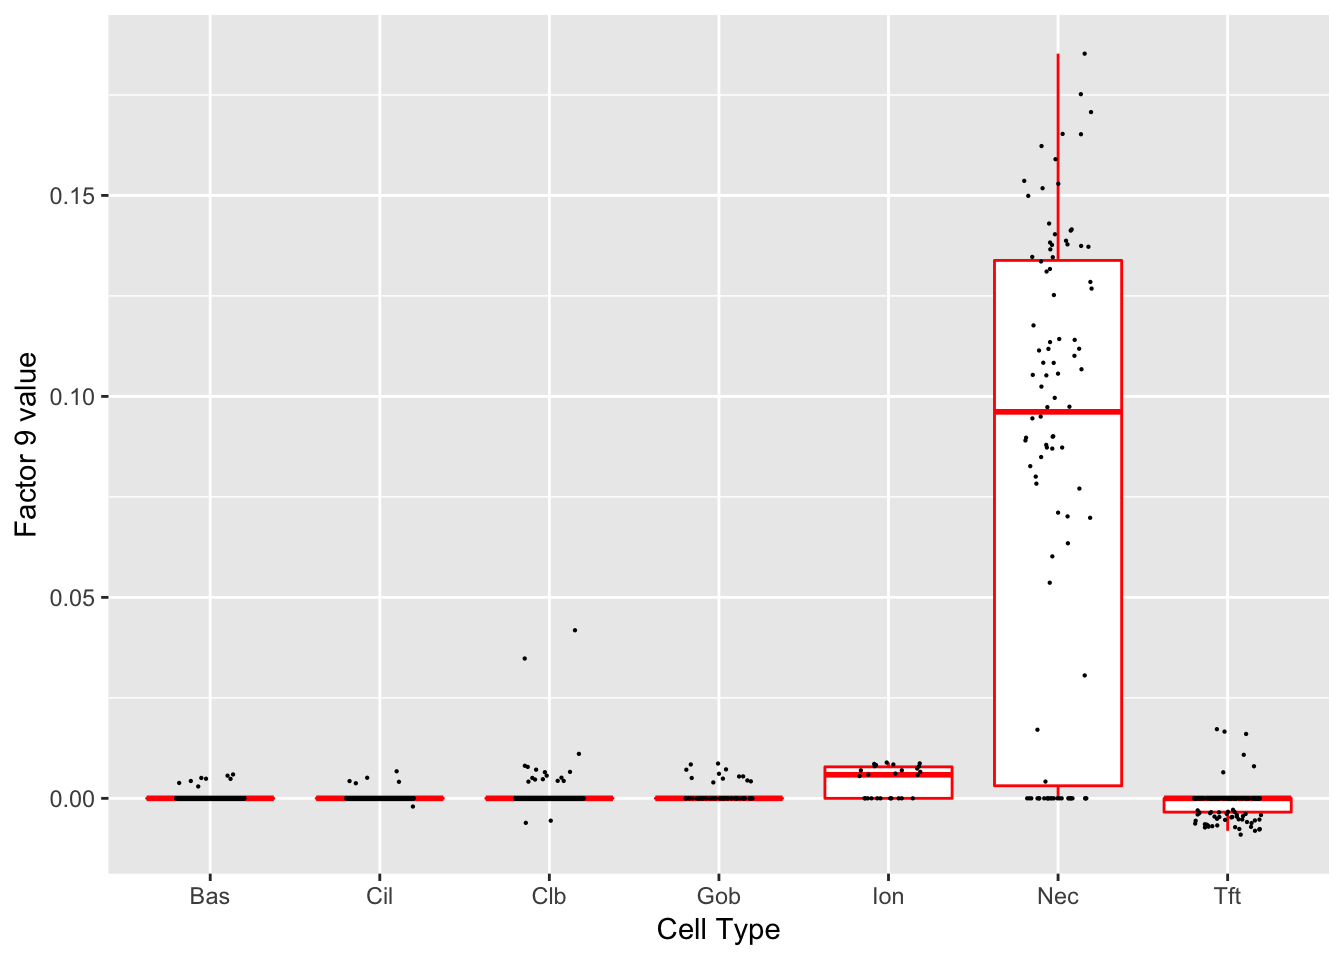 Factor 9 value
0.15
0.10
0.05
0.00
Bas Cil Clb Gob Ion Nec Tft
Cell Type